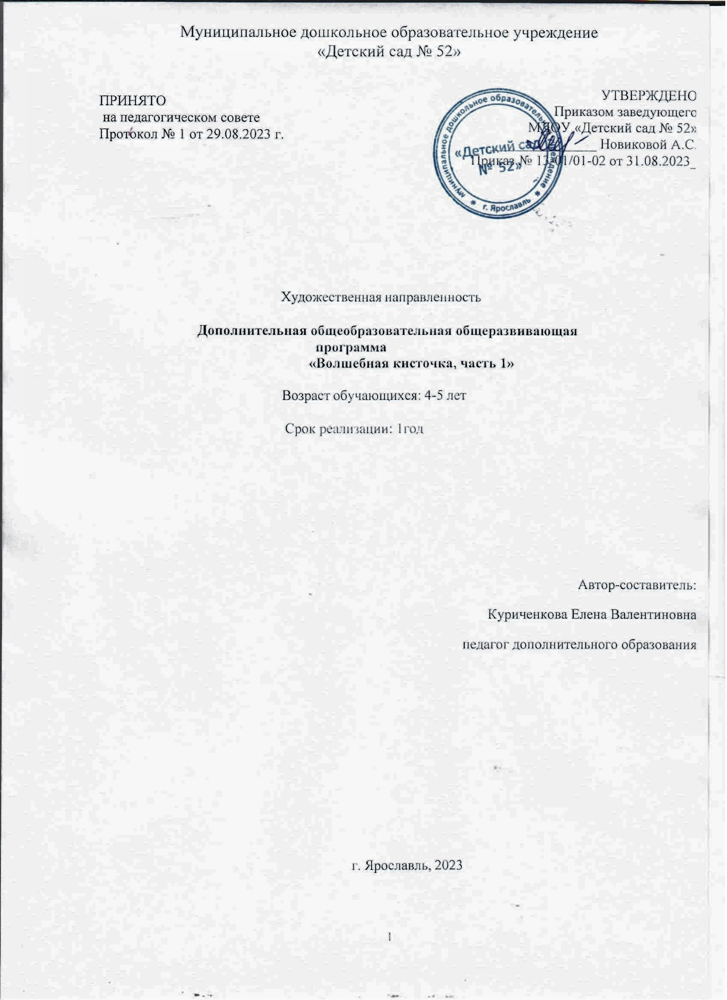 Муниципальное дошкольное образовательное учреждение
«Детский сад № 52»
ПРИНЯТО
на педагогическом совете
Протокол № 1 от 29.08.2023 г.
УТВЕРЖДЕНО
Приказом заведующего
МДОУ «Детский сад № 52»
Новиковой А.С.
Приказ № 13-01/01-02 от 31.08.2023_
муниципальное дошкольное образовательное учреждение
«Детский сад
№ 52»
г. Ярославль
Художественная направленность
Дополнительная общеобразовательная общеразвивающая
программа
«Волшебная кисточка, часть 1»
Возраст обучающихся: 4-5 лет
Срок реализации: 1год
Автор-составитель:
Куриченкова Елена Валентиновна
педагог дополнительного образования
г. Ярославль, 2023
1